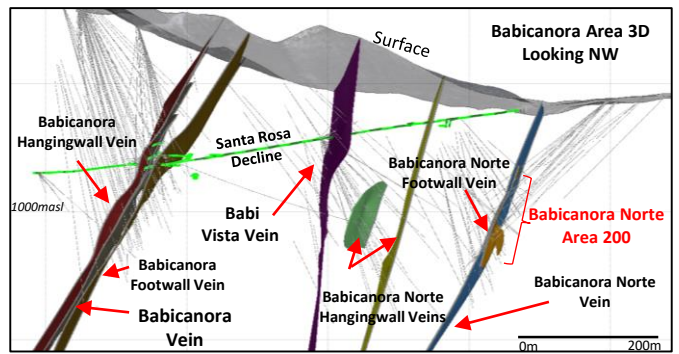 Babicanora Area 3D
Looking NW
Surface
Babicanora
Hangingwall Vein
Santa Rosa
Decline
Babicanora Norte
Footwall Vein
1000masl
Babi
Vista Vein
Babicanora Norte
Area 200
Babicanora
Footwall Vein
Babicanora Norte
Hangingwall Veins
Babicanora Norte
Vein
Babicanora
Vein
0m
200m